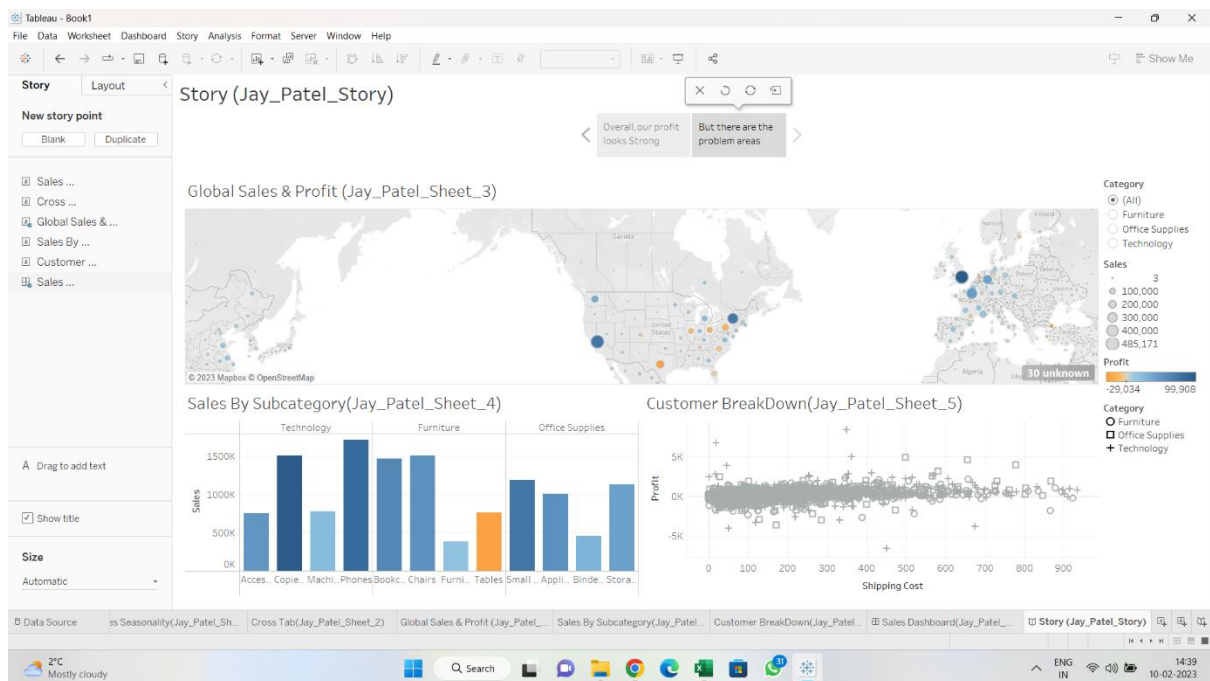 Tableau - Book1
File Data Worksheet Dashboard Story Analysis Format Server Window Help
Show Me
Story Layout
New story point
Blank Duplicate
Sales ...
Cross ...
Global Sales & ...
Sales By ...
Customer ...
Sales ...
A Drag to add text
Show title
Size
Automatic
Story (Jay_Patel_Story)
Overall,our profit
looks Strong
But there are the
problem areas
Global Sales & Profit (Jay_Patel_Sheet_3)
Canada
United
States
Norway
Finland
Belarus
Ukraine
Algeria
© 2023 Mapbox © OpenStreetMap
30 unknown
Category
(All)
Furniture
Office Supplies
Technology
Sales
3
100,000
200,000
300,000
400,000
485,171
Profit
-29,034 99,908
Category
Furniture
Office Supplies
Technology
Sales By Subcategory(Jay_Patel_Sheet_4)
Technology Furniture Office Supplies
Sales
1500K
1000K
500K
0K
Acces.. Copie.. Machi.. Phones Bookc.. Chairs Furni.. Tables Small .. Appli.. Binde.. Stora..
Customer BreakDown(Jay_Patel_Sheet_5)
Profit
5K
0K
-5K
0 100 200 300 400 500 600 700 800 900
Shipping Cost
Data Source es Seasonality(Jay_Patel_Sh... Cross Tab(Jay_Patel_Sheet_2) Global Sales & Profit (Jay_Patel_... Sales By Subcategory(Jay_Patel... Customer BreakDown(Jay_Patel... Sales Dashboard(Jay_Patel_... Story (Jay_Patel_Story)
2°C
Mostly cloudy
Search
31
ENG
IN
14:39
10-02-2023